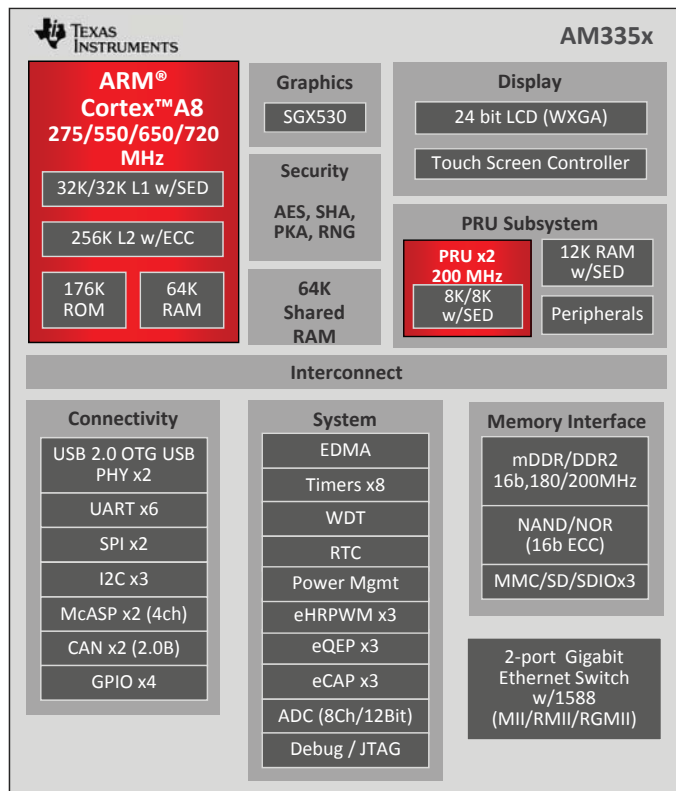 TEXAS
INSTRUMENTS
AM335x
ARM®
Cortex™A8
275/550/650/720
MHz
32K/32K L1 w/SED
256K L2 w/ECC
176K
ROM
64K
RAM
Graphics
SGX530
Security
AES, SHA,
PKA, RNG
64K
Shared
RAM
Display
24 bit LCD (WXGA)
Touch Screen Controller
PRU Subsystem
PRU x2
200 MHz
8K/8K
w/SED
12K RAM
w/SED
Peripherals
Interconnect
Connectivity
USB 2.0 OTG USB
PHY x2
UART x6
SPI x2
I2C x3
McASP x2 (4ch)
CAN x2 (2.0B)
GPIO x4
System
EDMA
Timers x8
WDT
RTC
Power Mgmt
eHRPWM x3
eQEP x3
eCAP x3
ADC (8Ch/12Bit)
Debug / JTAG
Memory Interface
mDDR/DDR2
16b,180/200MHz
NAND/NOR
(16b ECC)
MMC/SD/SDIOx3
2-port Gigabit
Ethernet Switch
w/1588
(MII/RMII/RGMII)